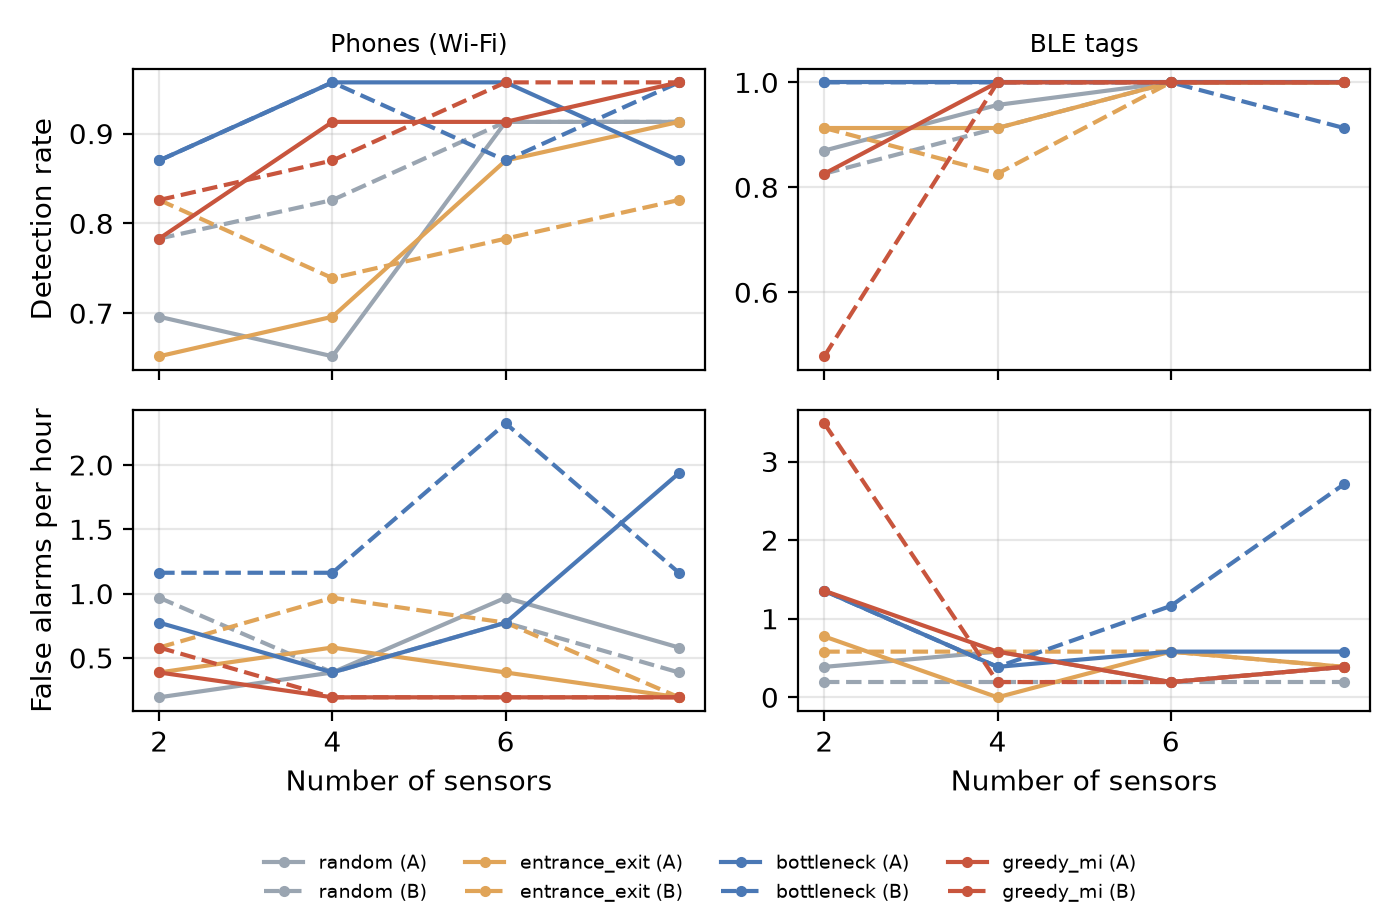 Phones (Wi-Fi)
BLE tags
Detection rate
0.9
0.8
0.7
1.0
0.8
0.6
False alarms per hour
2.0
1.5
1.0
0.5
3
2
1
0
2 4 6
2 4 6
Number of sensors
Number of sensors
random (A) entrance_exit (A) bottleneck (A) greedy_mi (A)
random (B) entrance_exit (B) bottleneck (B) greedy_mi (B)